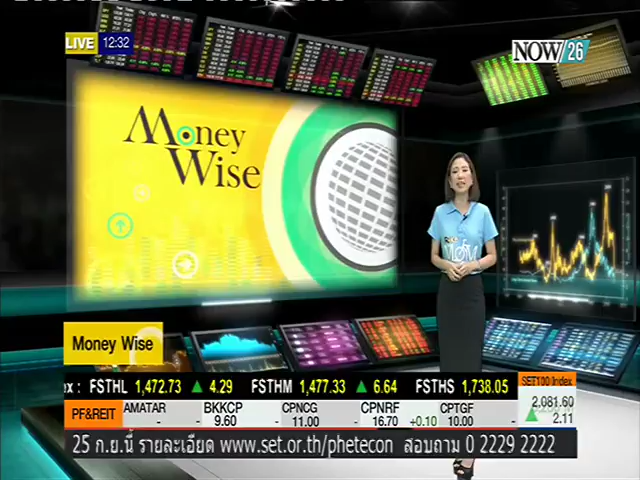 LIVE 12:32
NOW 26
Money
Wise
MOM
Money Wise
ex : FSTHL 1,472.73 ▲ 4.29 FSTHM 1,477.33 ▲ 6.64 FSTHS 1,738.05
SET100 Index
2,081.60
▲ 2.11
PF&REIT
AMATAR BKKCP CPNCG CPNRF CPTGF
- - 9.60 - 11.00 - 16.70 +0.10 10.00 -
25 ก.ย.นี้ รายละเอียด www.set.or.th/phetecon สอบถาม 0 2229 2222